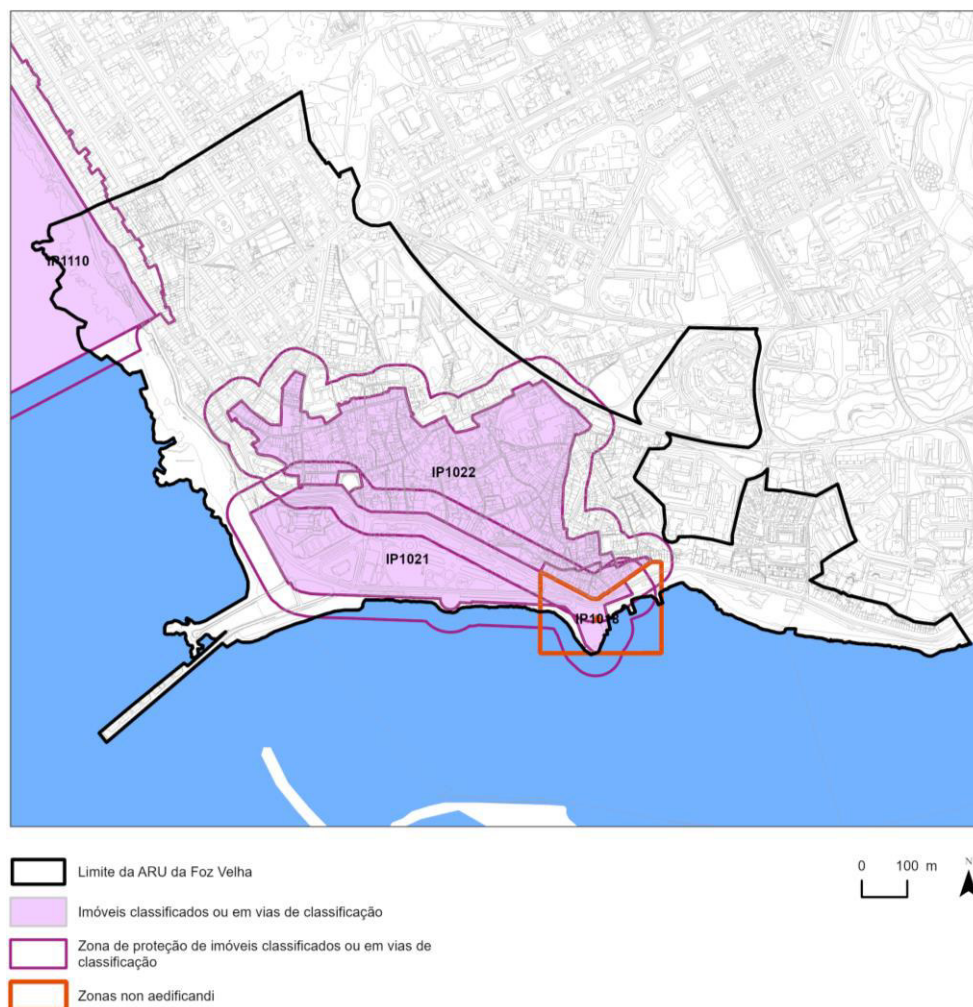 IP1110
IP1022
IP1021
IP1018
Limite da ARU da Foz Velha
0 100 m
N
Imóveis classificados ou em vias de classificação
Zona de proteção de imóveis classificados ou em vias de
classificação
Zonas non aedificandi